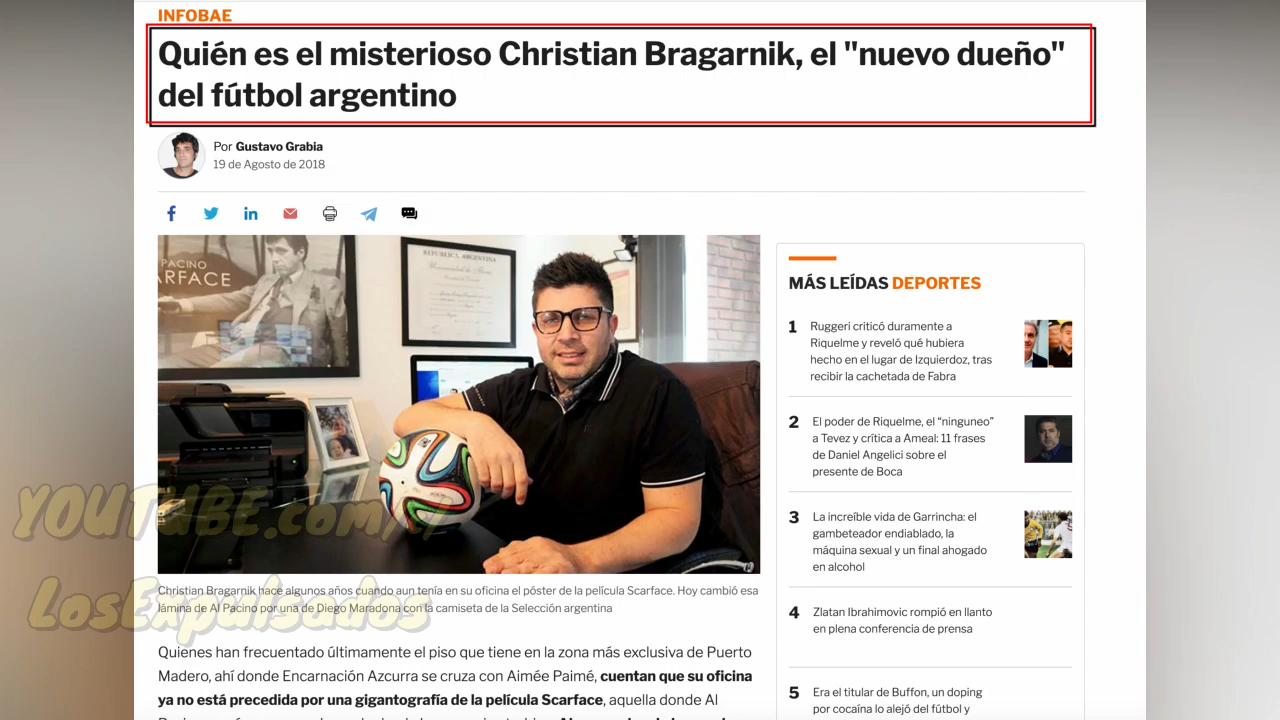 INFOBAE
Quién es el misterioso Christian Bragarnik, el "nuevo dueño"
del fútbol argentino
Por Gustavo Grabia
19 de Agosto de 2018
PACINO
RFACE
REPUBLICA ARGENTINA
MÁS LEÍDAS DEPORTES
1 Ruggeri criticó duramente a
Riquelme y reveló qué hubiera
hecho en el lugar de Izquierdoz, tras
recibir la cachetada de Fabra
2 El poder de Riquelme, el “ninguneo”
a Tevez y crítica a Ameal: 11 frases
de Daniel Angelici sobre el
presente de Boca
3 La increíble vida de Garrincha: el
gambeteador endiablado, la
máquina sexual y un final ahogado
en alcohol
4 Zlatan Ibrahimovic rompió en llanto
en plena conferencia de prensa
5 Era el titular de Buffon, un doping
por cocaína lo alejó del fútbol y
YOUTUBE.com/c/
LosExpulsados
Christian Bragarnik hace algunos años cuando aun tenía en su oficina el póster de la película Scarface. Hoy cambió esa
lámina de Al Pacino por una de Diego Maradona con la camiseta de la Selección argentina
Quienes han frecuentado últimamente el piso que tiene en la zona más exclusiva de Puerto
Madero, ahí donde Encarnación Azcurra se cruza con Aimée Paimé, cuentan que su oficina
ya no está precedida por una gigantografía de la película Scarface, aquella donde Al